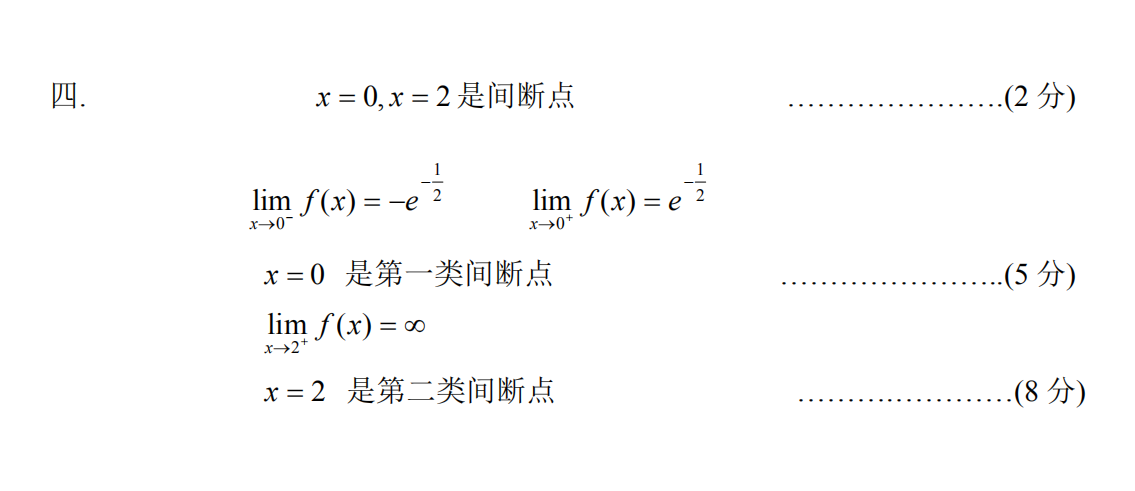 四. x = 0, x = 2 是间断点 …………………….(2 分)
lim_{x→0⁻} f(x) = −e^{−1/2} lim_{x→0⁺} f(x) = e^{−1/2}
x = 0 是第一类间断点 …………………..(5 分)
lim_{x→2⁺} f(x) = ∞
x = 2 是第二类间断点 ………………….(8 分)